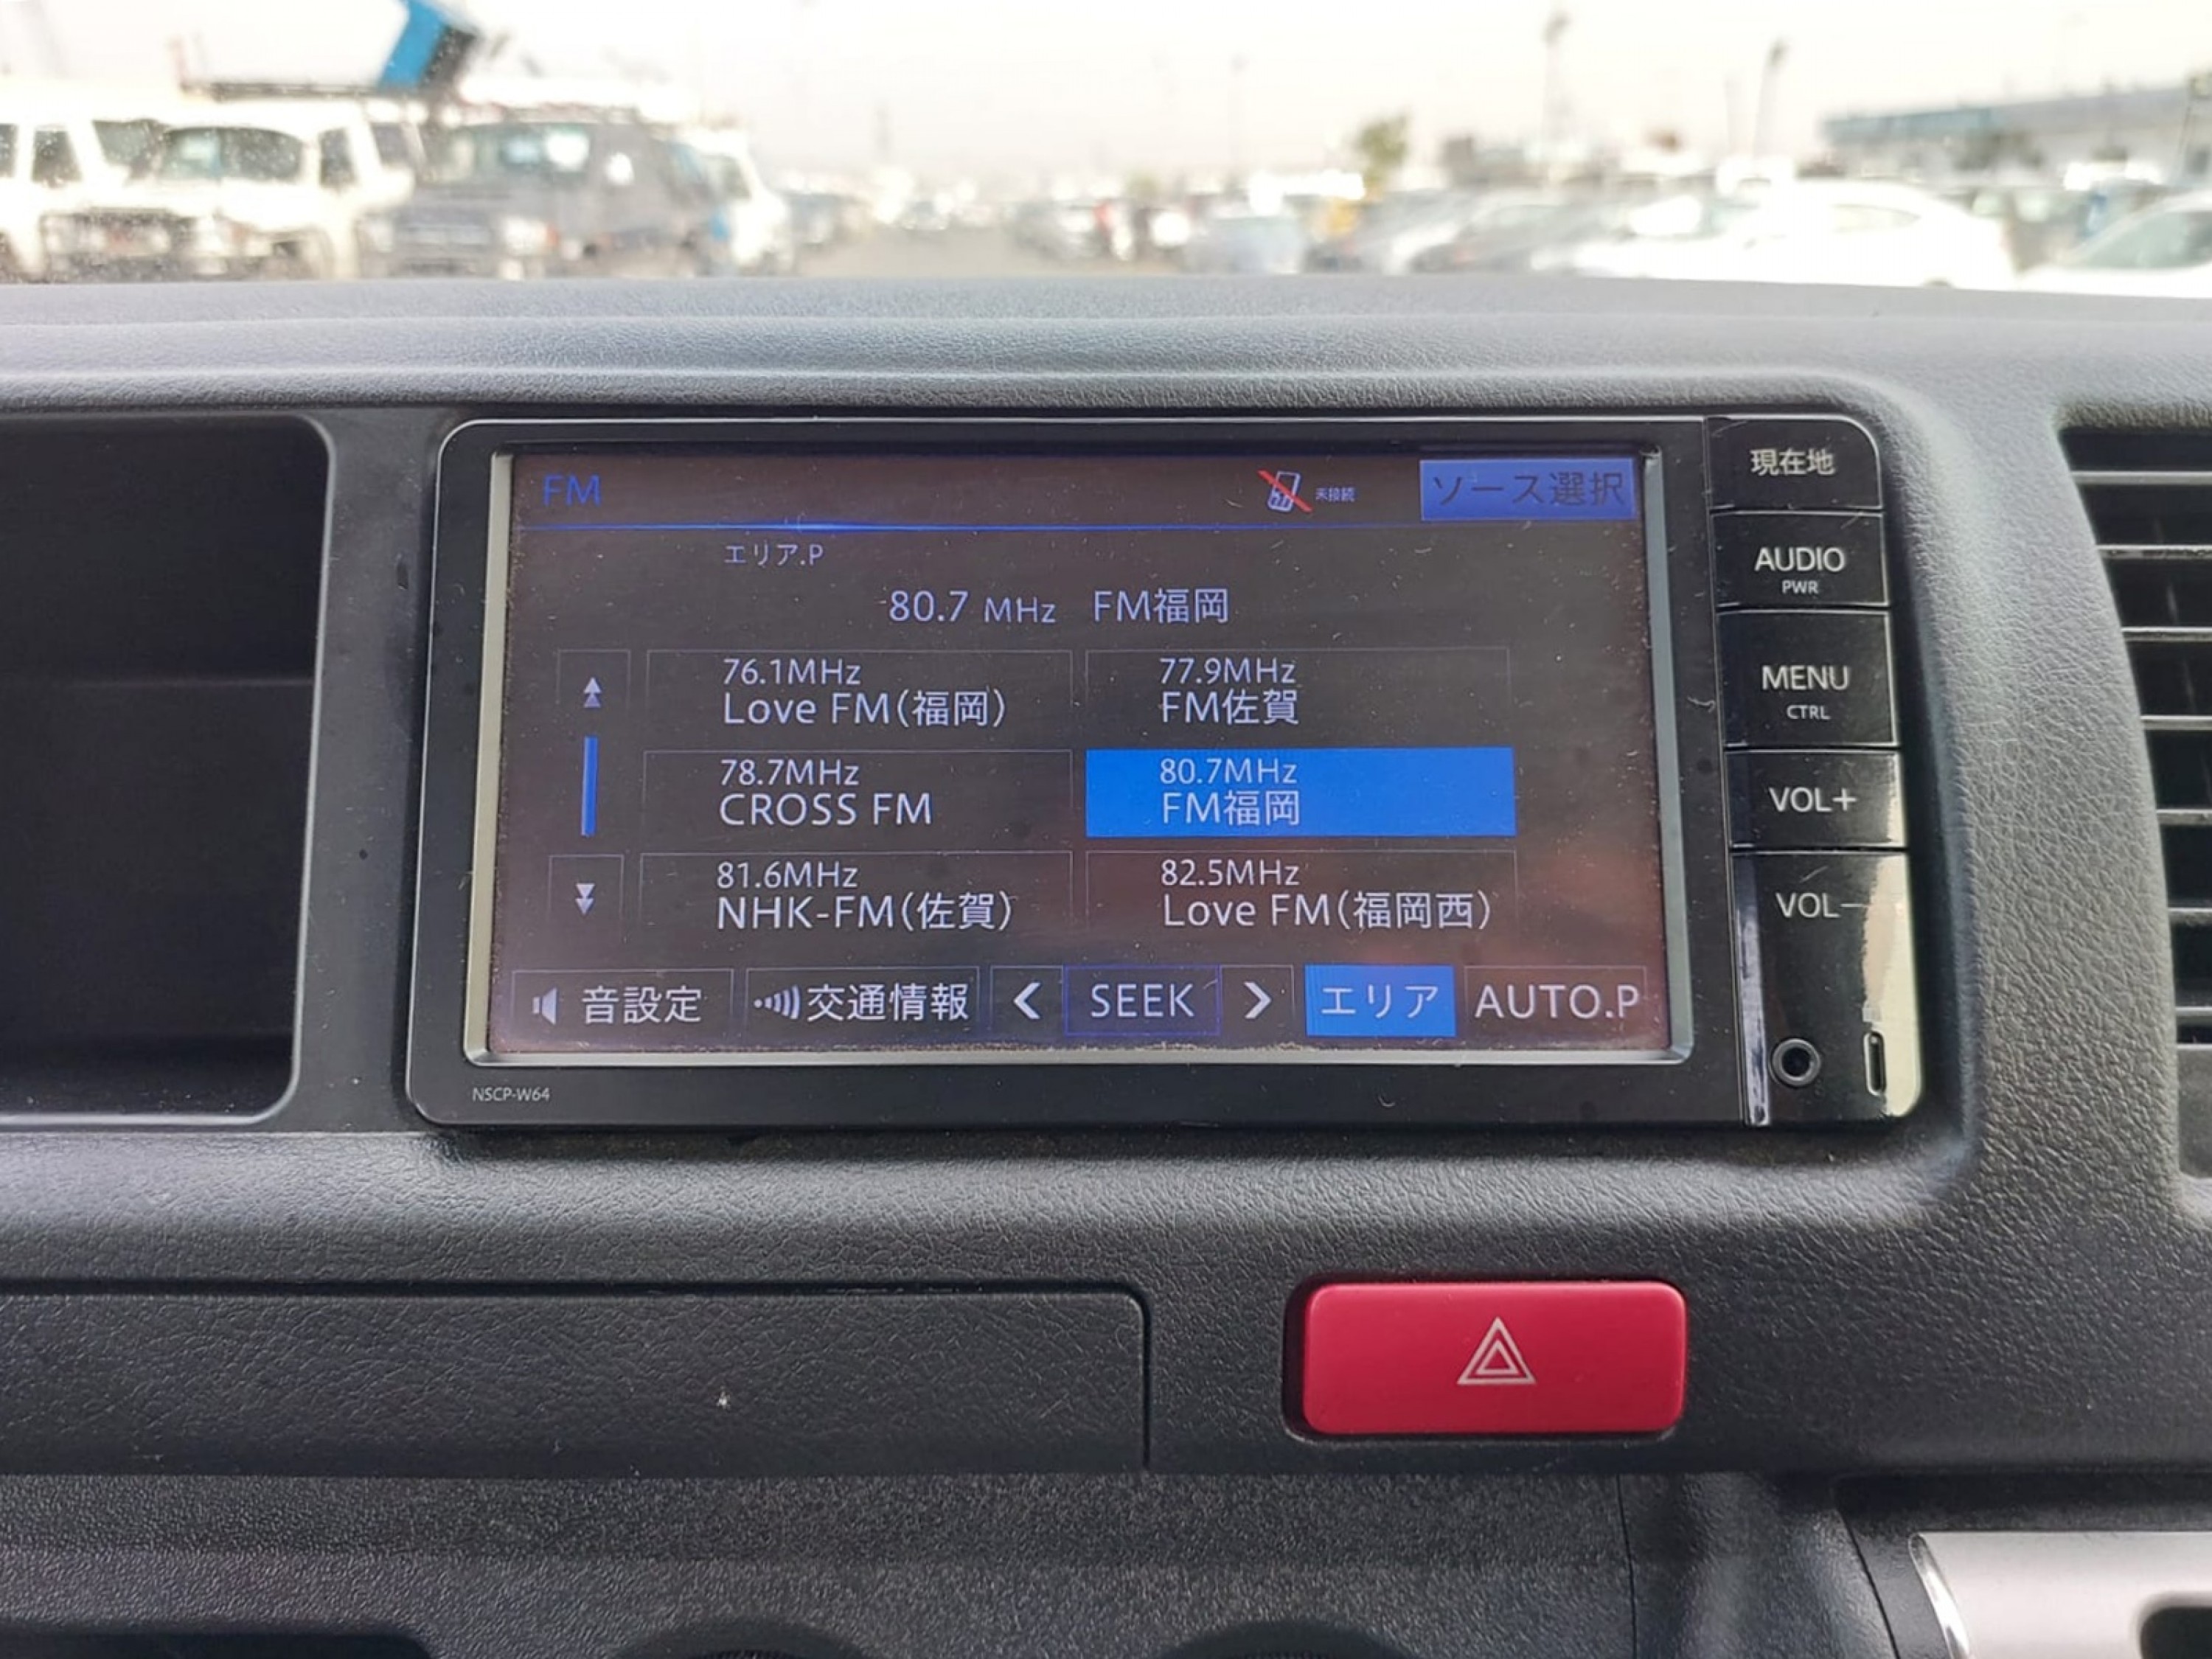 FM
未接続
ソース選択
エリア.P
80.7 MHz FM福岡
76.1MHz
Love FM(福岡)
77.9MHz
FM佐賀
78.7MHz
CROSS FM
80.7MHz
FM福岡
81.6MHz
NHK-FM(佐賀)
82.5MHz
Love FM(福岡西)
音設定
交通情報
SEEK
エリア
AUTO.P
NSCP-W64
現在地
AUDIO
PWR
MENU
CTRL
VOL+
VOL-